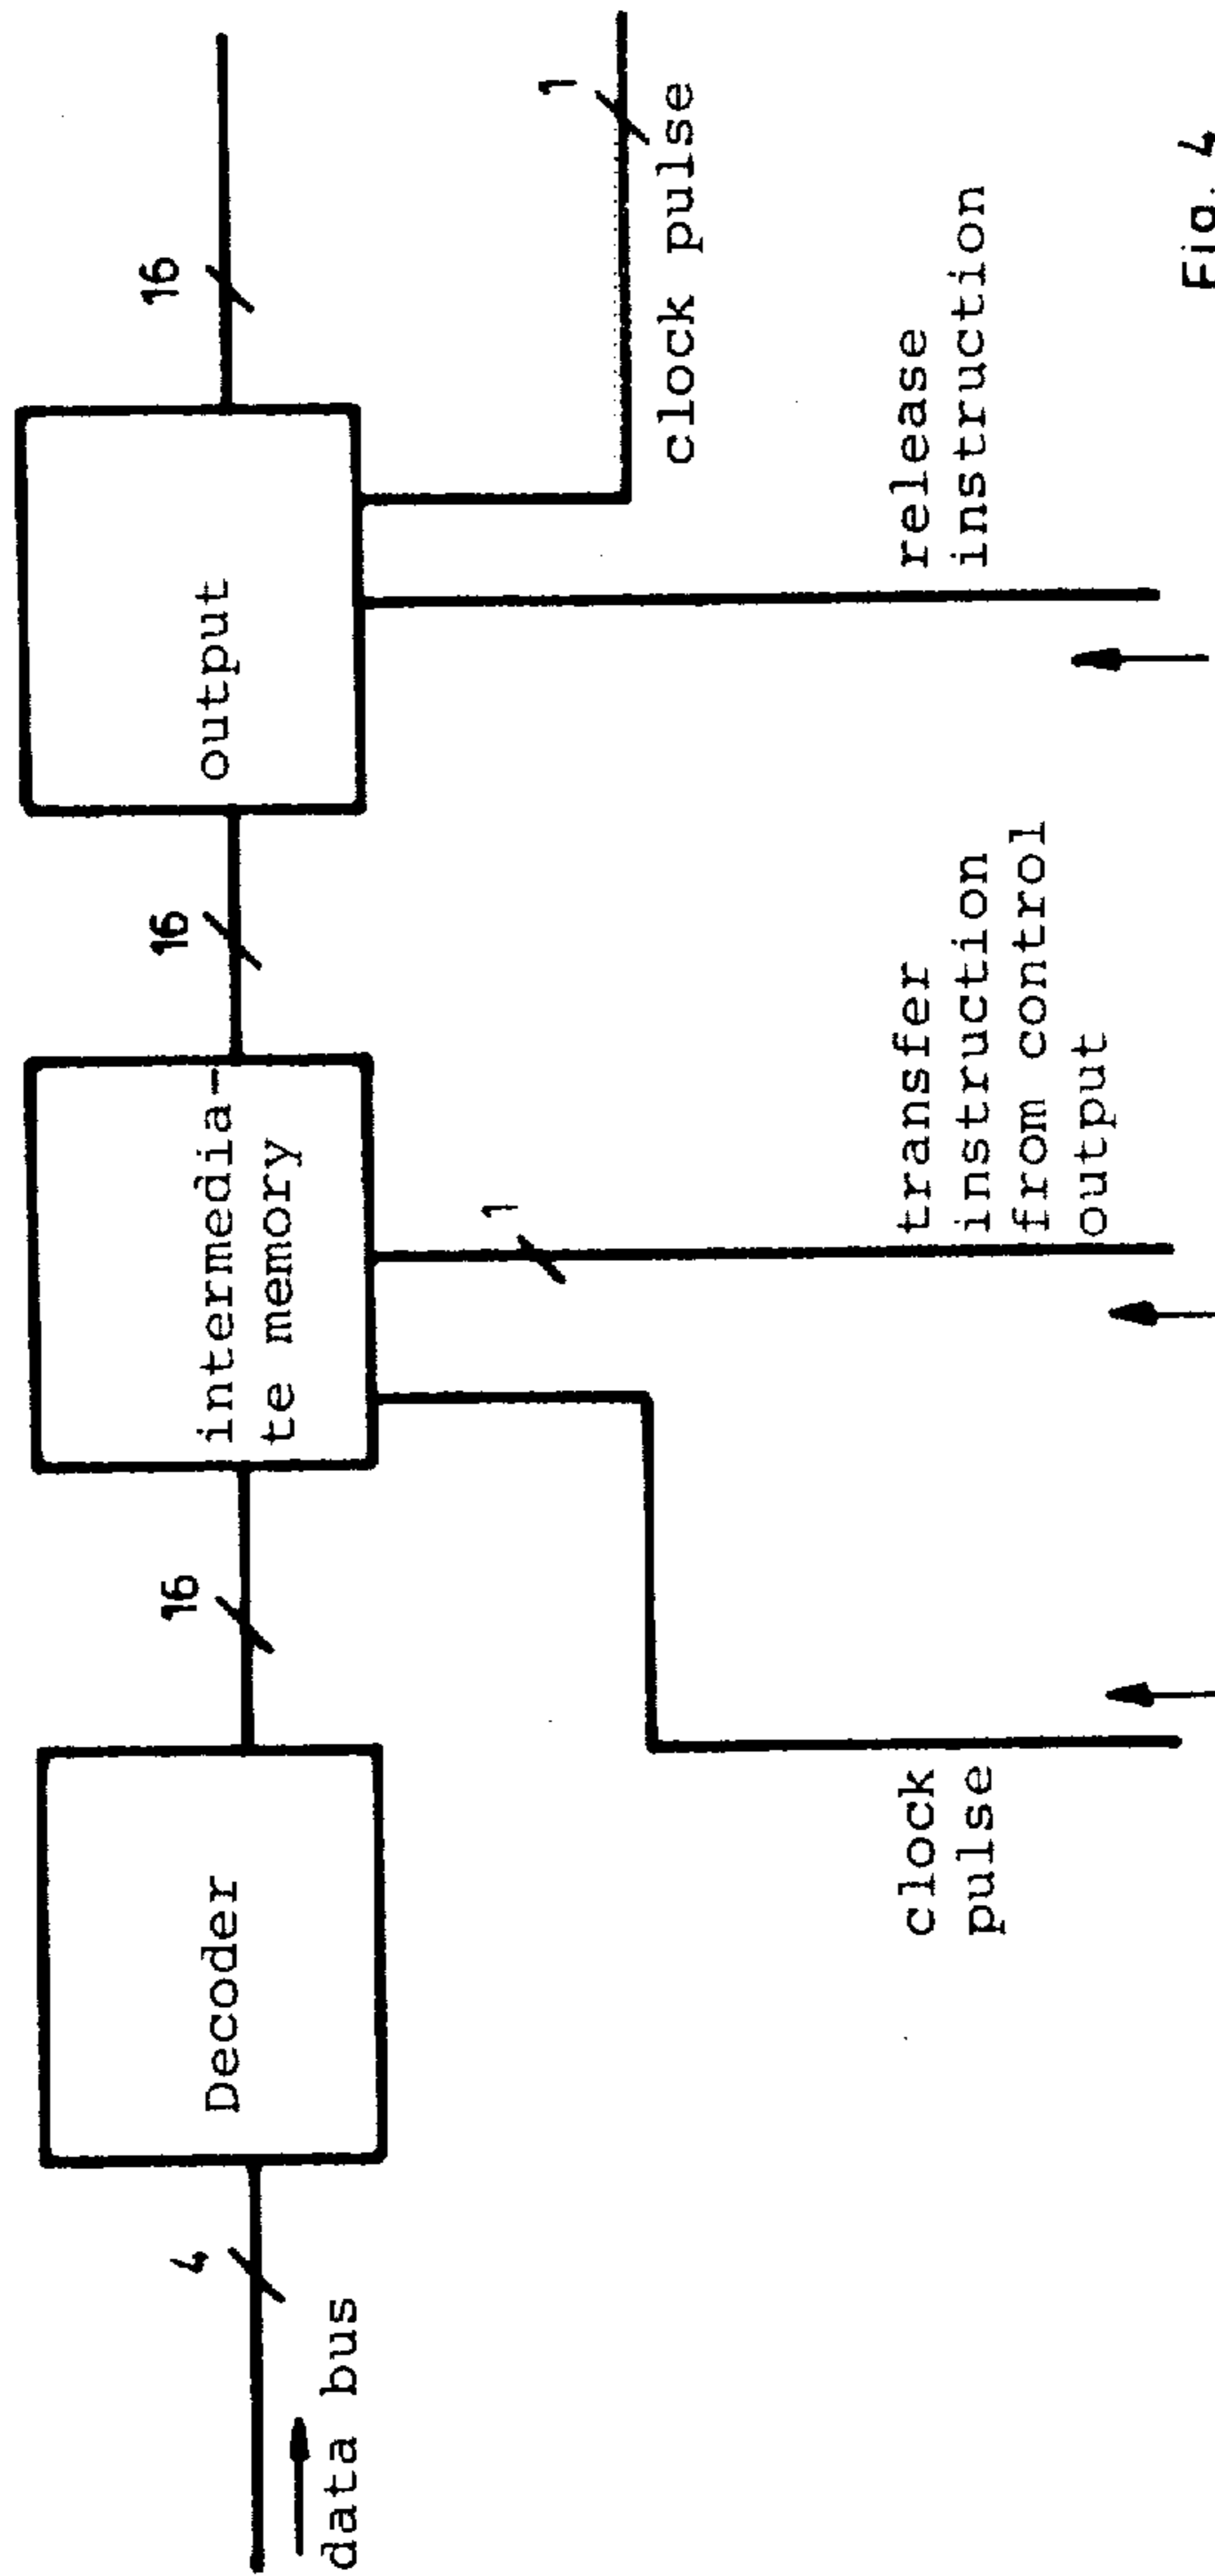 4
data bus
Decoder
16
intermedia-
te memory
16
output
16
1
clock pulse
1
clock
pulse
transfer
instruction
from control
output
release
instruction
Fig. 4